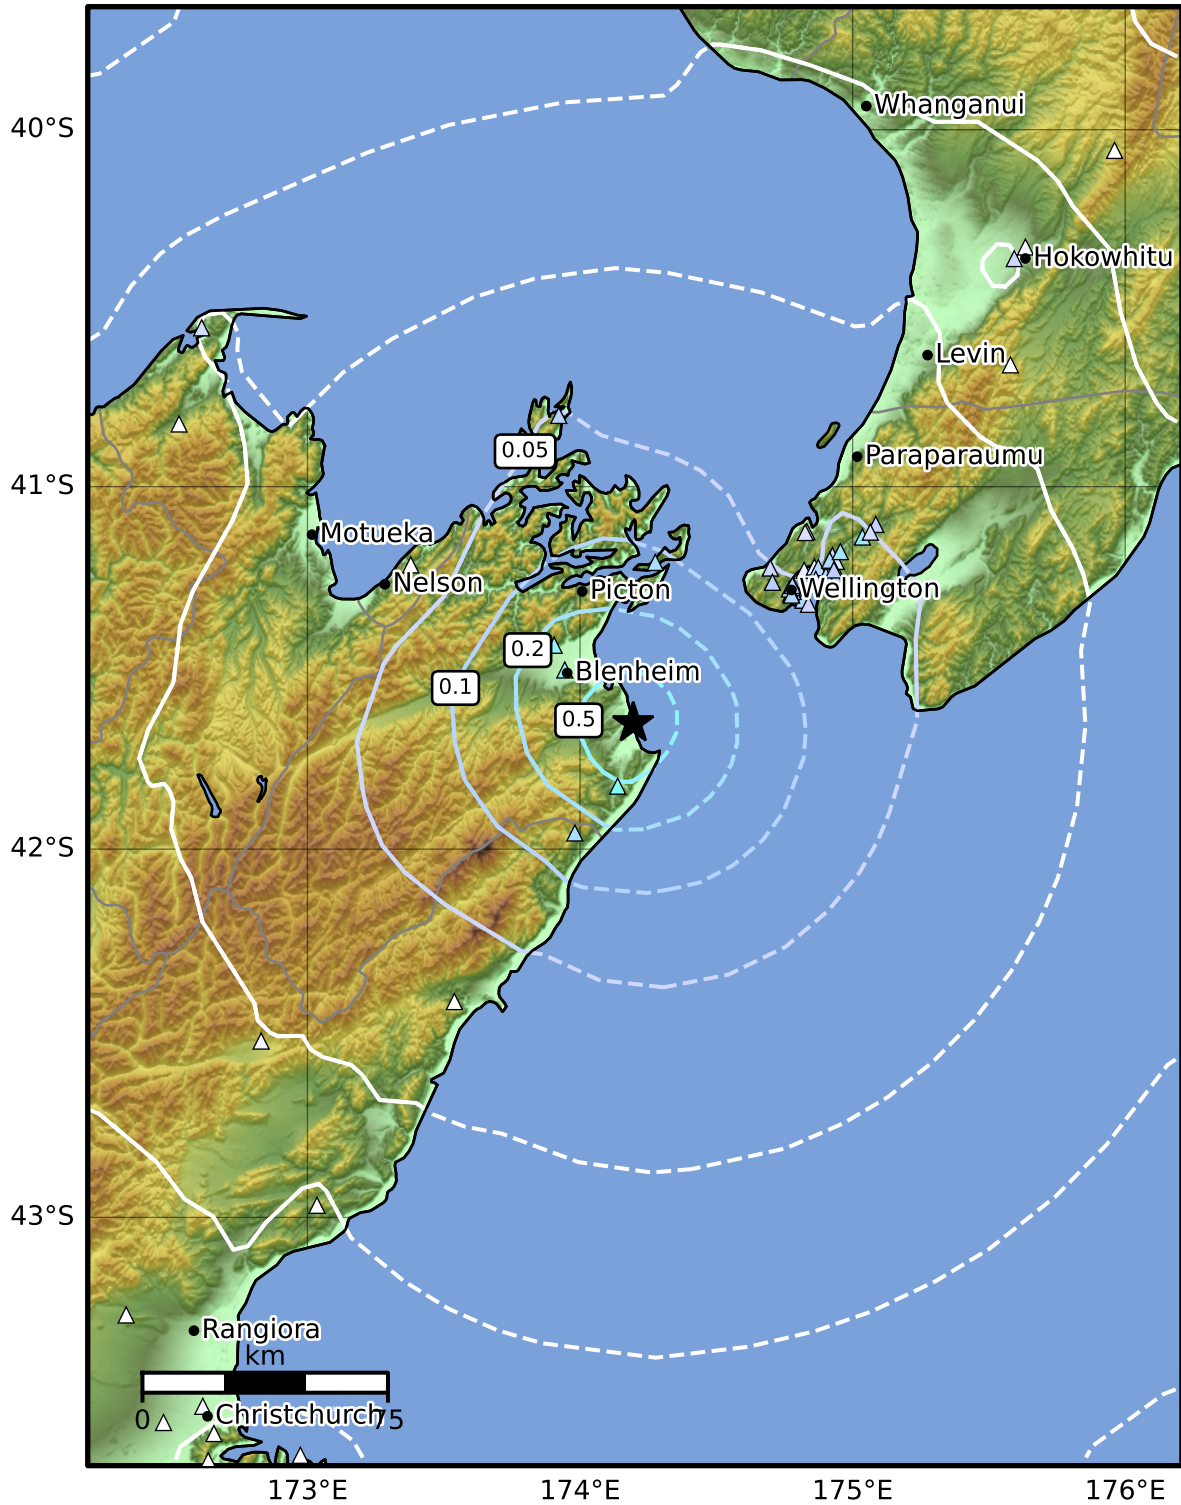 Whanganui
40°S
Hokowhitu
Levin
0.05
Paraparaumu
41°S
Motueka
Nelson
Picton
Wellington
0.2
Blenheim
0.1
0.5
42°S
43°S
Rangiora
km
0
75
Christchurch
173°E
174°E
175°E
176°E